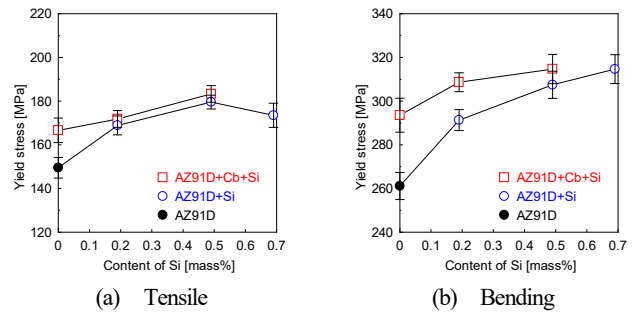 220
200
180
160
140
120
Yield stress [MPa]
AZ91D+Cb+Si
AZ91D+Si
AZ91D
0 0.1 0.2 0.3 0.4 0.5 0.6 0.7
Content of Si [mass%]
(a) Tensile
340
320
300
280
260
240
Yield stress [MPa]
AZ91D+Cb+Si
AZ91D+Si
AZ91D
0 0.1 0.2 0.3 0.4 0.5 0.6 0.7
Content of Si [mass%]
(b) Bending